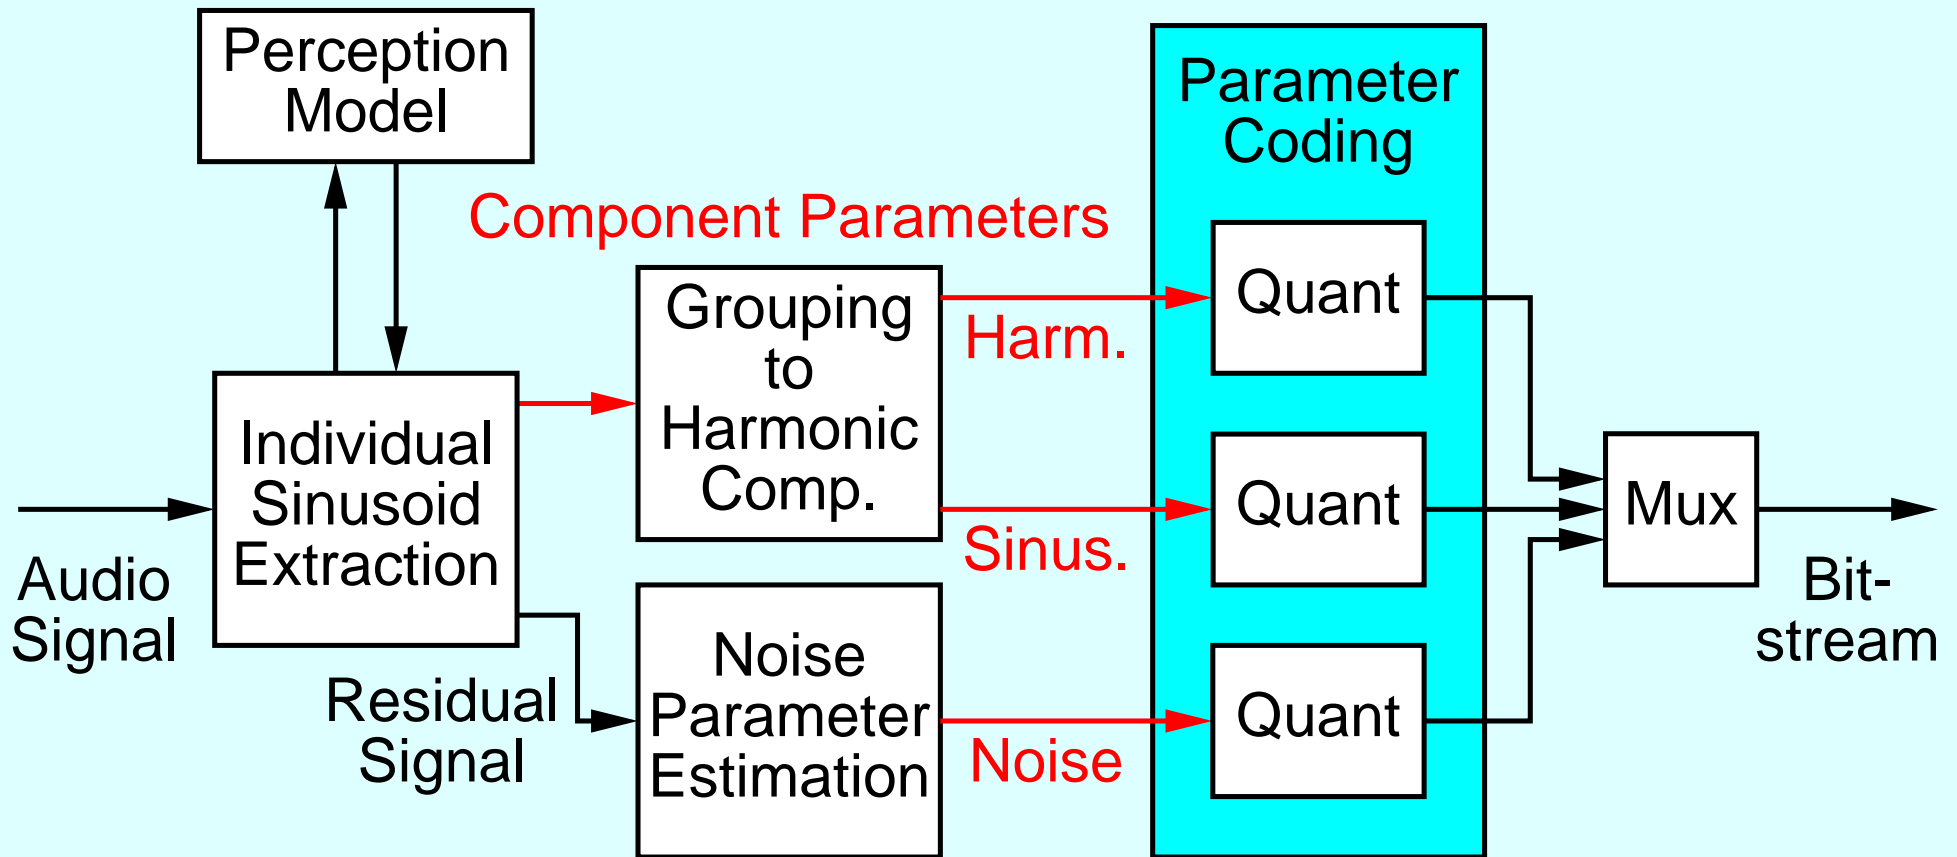 Perception
Model
Parameter
Coding
Component Parameters
Grouping
to
Harmonic
Comp.
Harm.
Quant
Individual
Sinusoid
Extraction
Sinus.
Quant
Mux
Audio
Signal
Bit-
stream
Residual
Signal
Noise
Parameter
Estimation
Noise
Quant